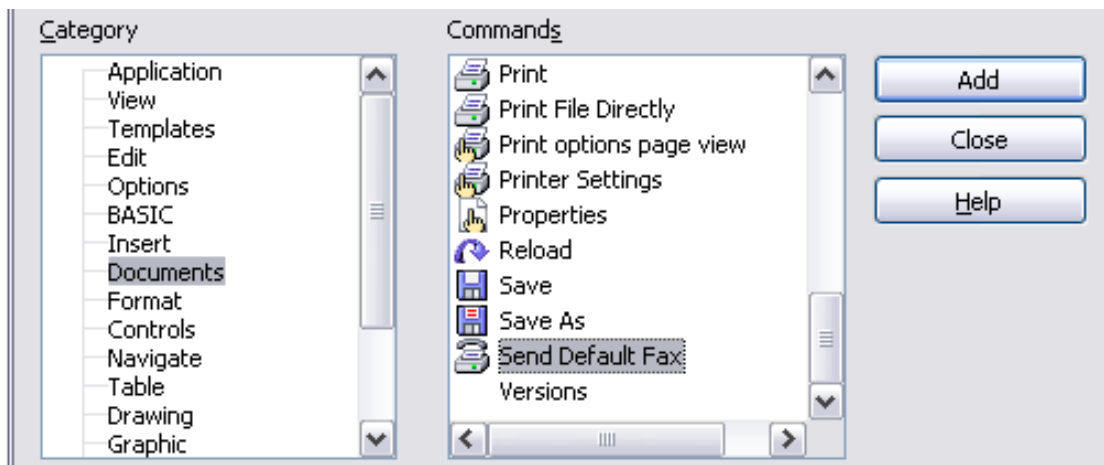 Category
Application
View
Templates
Edit
Options
BASIC
Insert
Documents
Format
Controls
Navigate
Table
Drawing
Graphic
Commands
Print
Print File Directly
Print options page view
Printer Settings
Properties
Reload
Save
Save As
Send Default Fax
Versions
Add
Close
Help